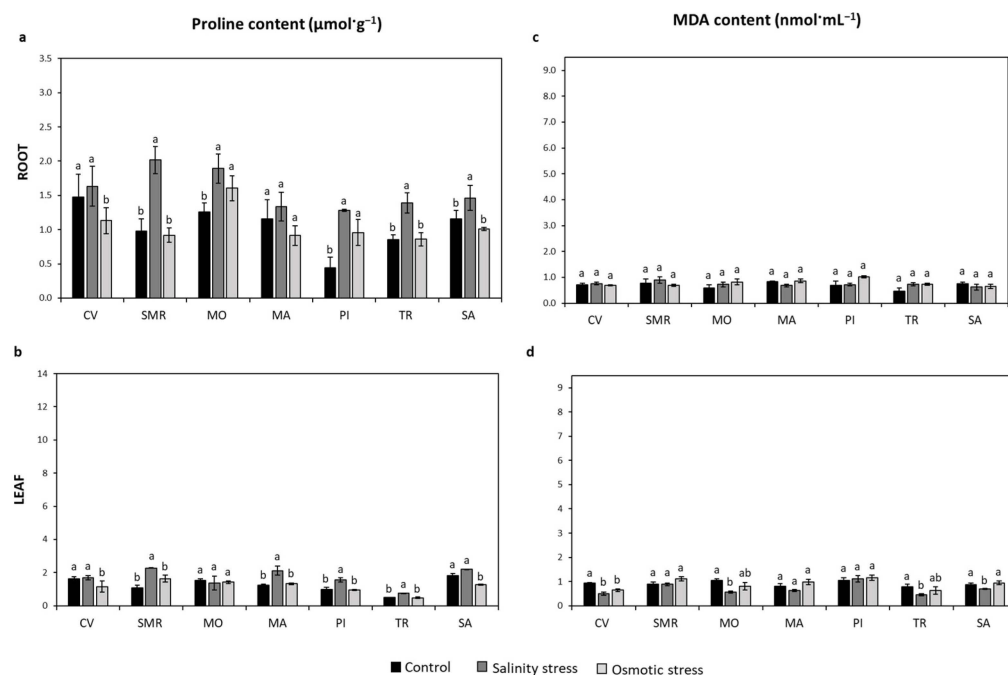 Proline content (μmol·g⁻¹)
MDA content (nmol·mL⁻¹)
a
3.5
3.0
2.5
2.0
1.5
1.0
0.5
0.0
ROOT
a a b
b a b
b a a
a a a
b a a
b a b
b a b
CV SMR MO MA PI TR SA
c
9.0
8.0
7.0
6.0
5.0
4.0
3.0
2.0
1.0
0.0
a a a
a a a
a a a
a a a
a a a
a a a
a a a
CV SMR MO MA PI TR SA
b
14
12
10
8
6
4
2
0
LEAF
a a b
b a b
a a a
b a b
b a b
b a b
a a b
CV SMR MO MA PI TR SA
d
9
8
7
6
5
4
3
2
1
0
a b b
a a a
a b ab
a a a
a a a
a b ab
a b a
CV SMR MO MA PI TR SA
Control Salinity stress Osmotic stress